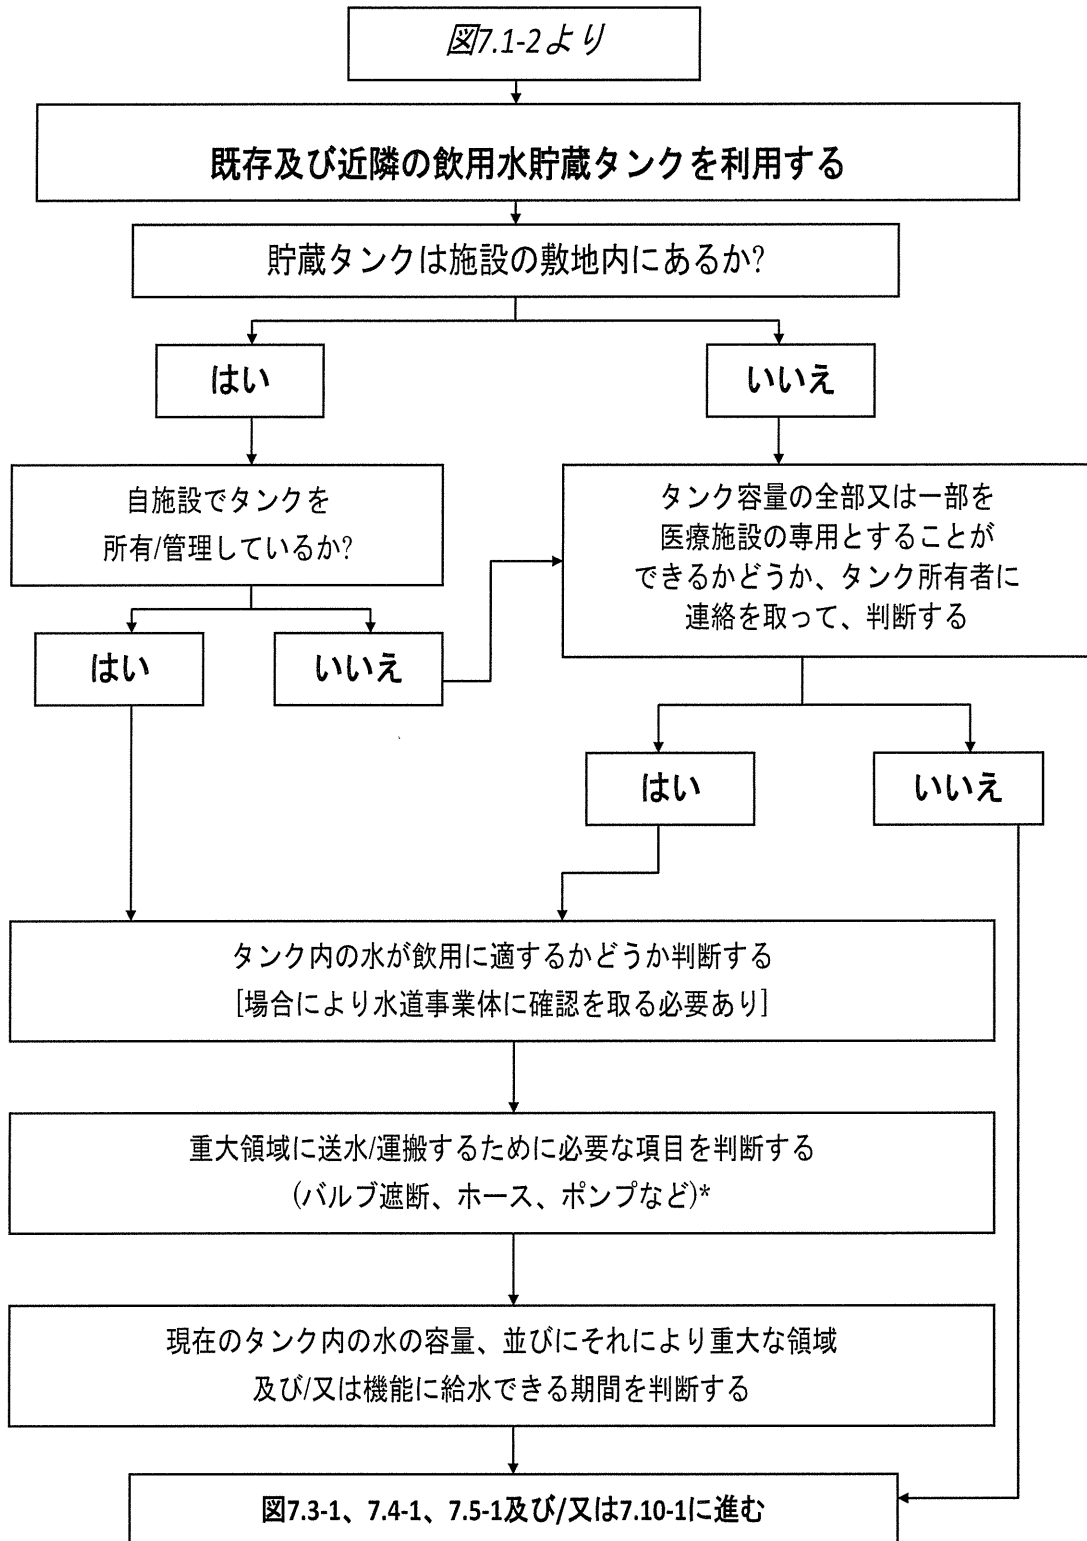 図7.1-2より
既存及び近隣の飲用水貯蔵タンクを利用する
貯蔵タンクは施設の敷地内にあるか?
はい
いいえ
自施設でタンクを
所有/管理しているか?
タンク容量の全部又は一部を
医療施設の専用とすることが
できるかどうか、タンク所有者に
連絡を取って、判断する
はい
いいえ
はい
いいえ
タンク内の水が飲用に適するかどうか判断する
[場合により水道事業体に確認を取る必要あり]
重大領域に送水/運搬するために必要な項目を判断する
(バルブ遮断、ホース、ポンプなど)*
現在のタンク内の水の容量、並びにそれにより重大な領域
及び/又は機能に給水できる期間を判断する
図7.3-1、7.4-1、7.5-1及び/又は7.10-1に進む